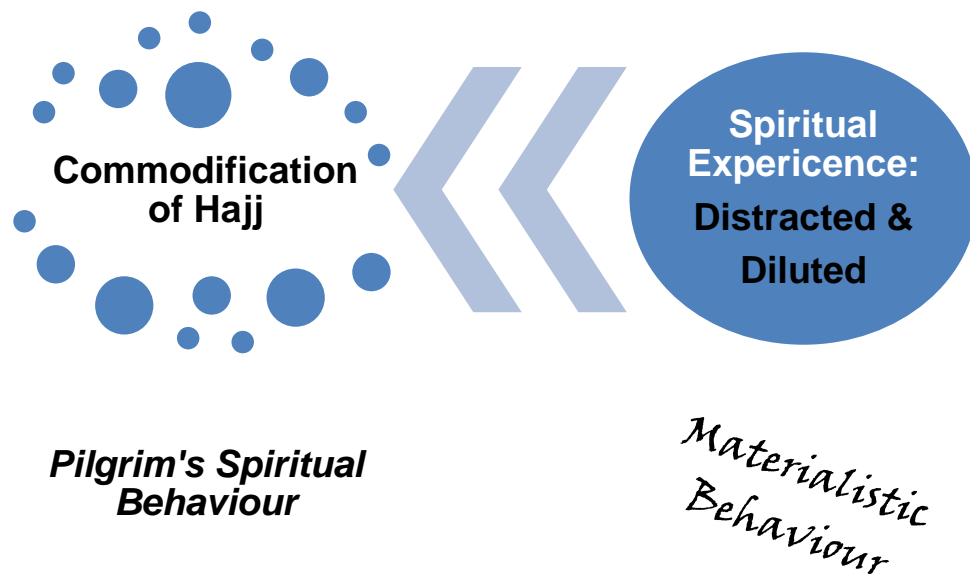 Commodification
of Hajj
Spiritual
Expericence:
Distracted &
Diluted
Pilgrim's Spiritual
Behaviour
Materialistic
Behaviour